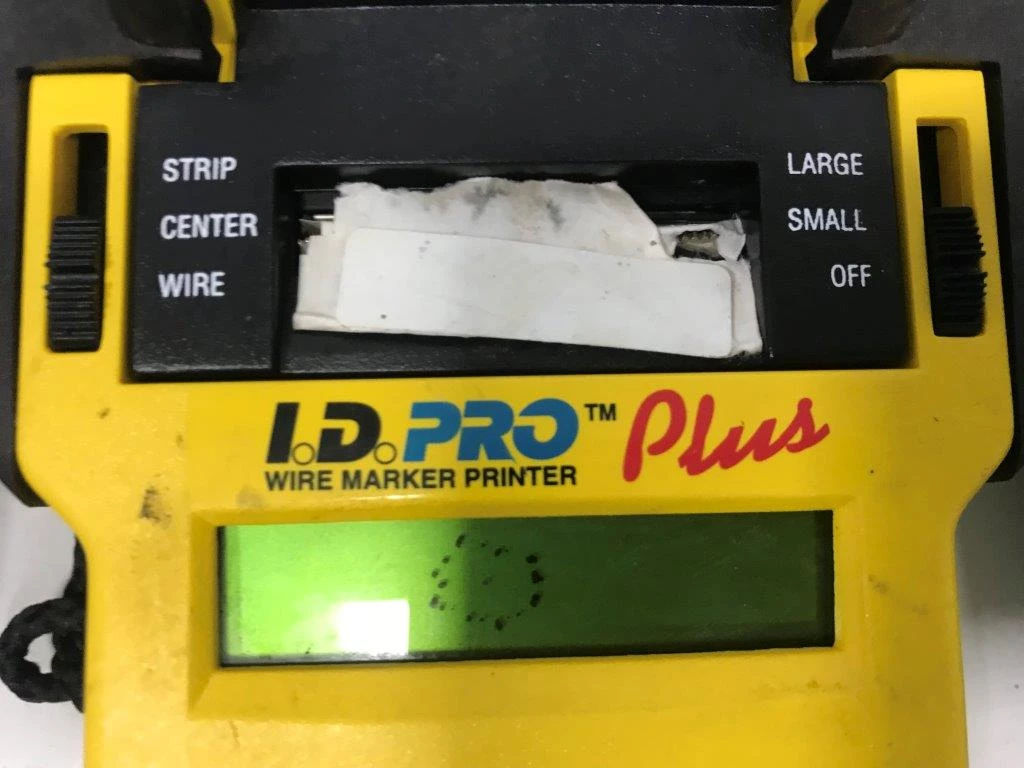 STRIP
CENTER
WIRE
LARGE
SMALL
OFF
I.D. PRO™ Plus
WIRE MARKER PRINTER